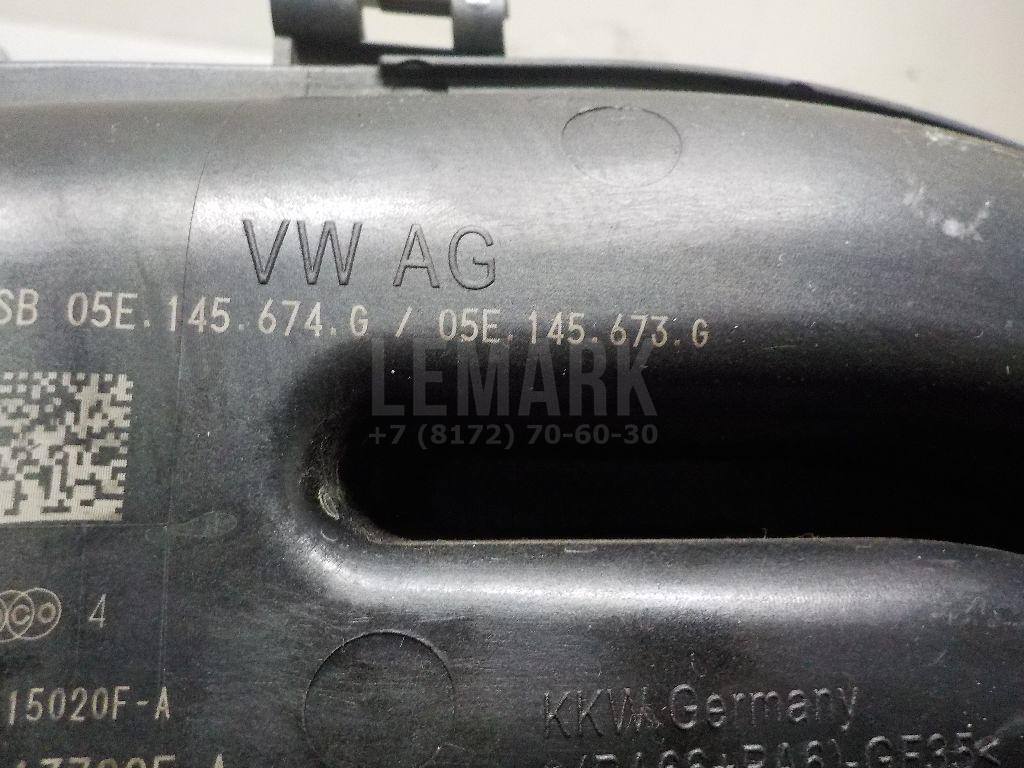 VW AG
SB 05E.145.674.G / 05E.145.673.G
LEMARK
+7 (8172) 70-60-30
4
15020F-A
KKW Germany